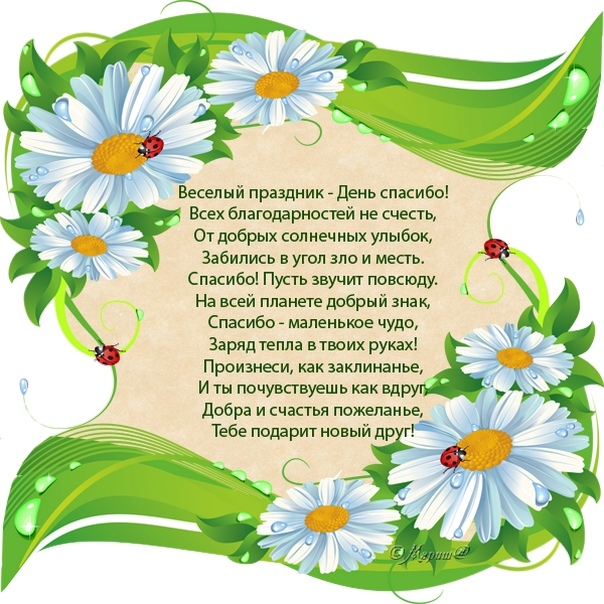 Веселый праздник - День спасибо!
Всех благодарностей не счесть,
От добрых солнечных улыбок,
Забились в угол зло и месть.
Спасибо! Пусть звучит повсюду.
На всей планете добрый знак,
Спасибо - маленькое чудо,
Заряд тепла в твоих руках!
Произнеси, как заклинанье,
И ты почувствуешь как вдруг,
Добра и счастья пожеланье,
Тебе подарит новый друг!